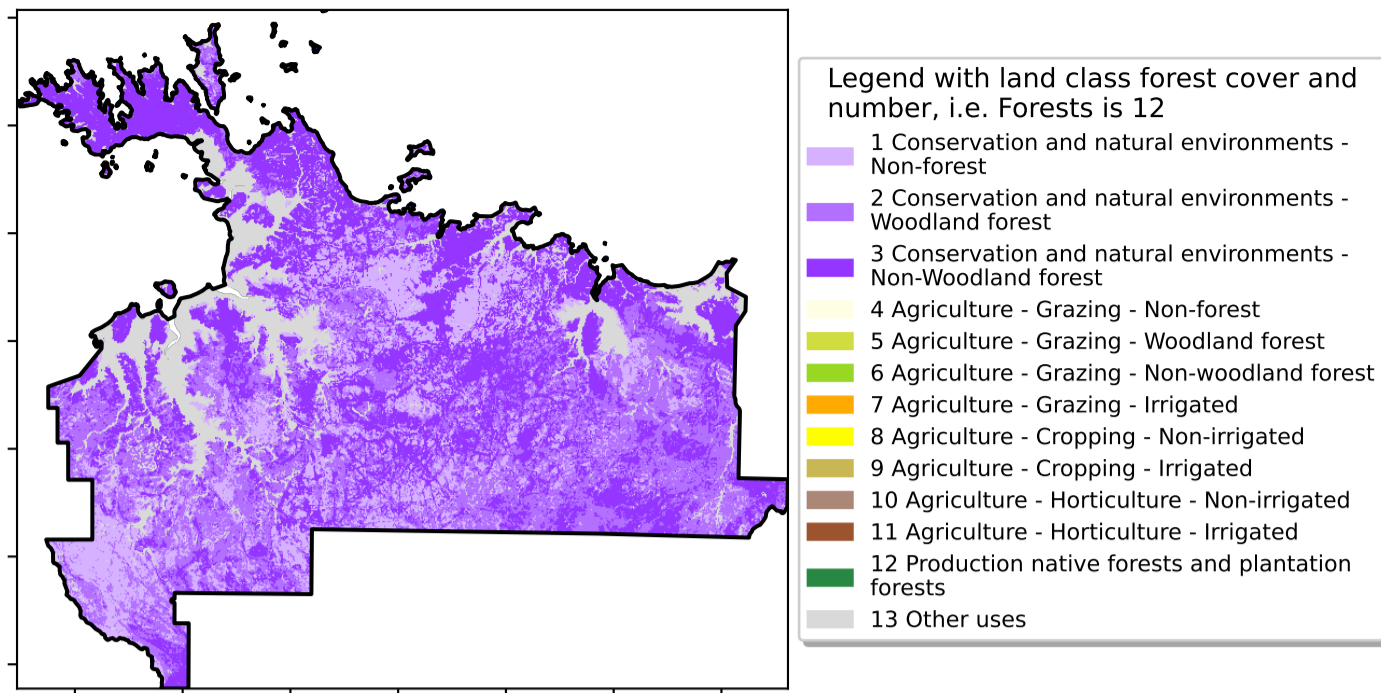 Legend with land class forest cover and
number, i.e. Forests is 12
1 Conservation and natural environments -
Non-forest
2 Conservation and natural environments -
Woodland forest
3 Conservation and natural environments -
Non-Woodland forest
4 Agriculture - Grazing - Non-forest
5 Agriculture - Grazing - Woodland forest
6 Agriculture - Grazing - Non-woodland forest
7 Agriculture - Grazing - Irrigated
8 Agriculture - Cropping - Non-irrigated
9 Agriculture - Cropping - Irrigated
10 Agriculture - Horticulture - Non-irrigated
11 Agriculture - Horticulture - Irrigated
12 Production native forests and plantation
forests
13 Other uses